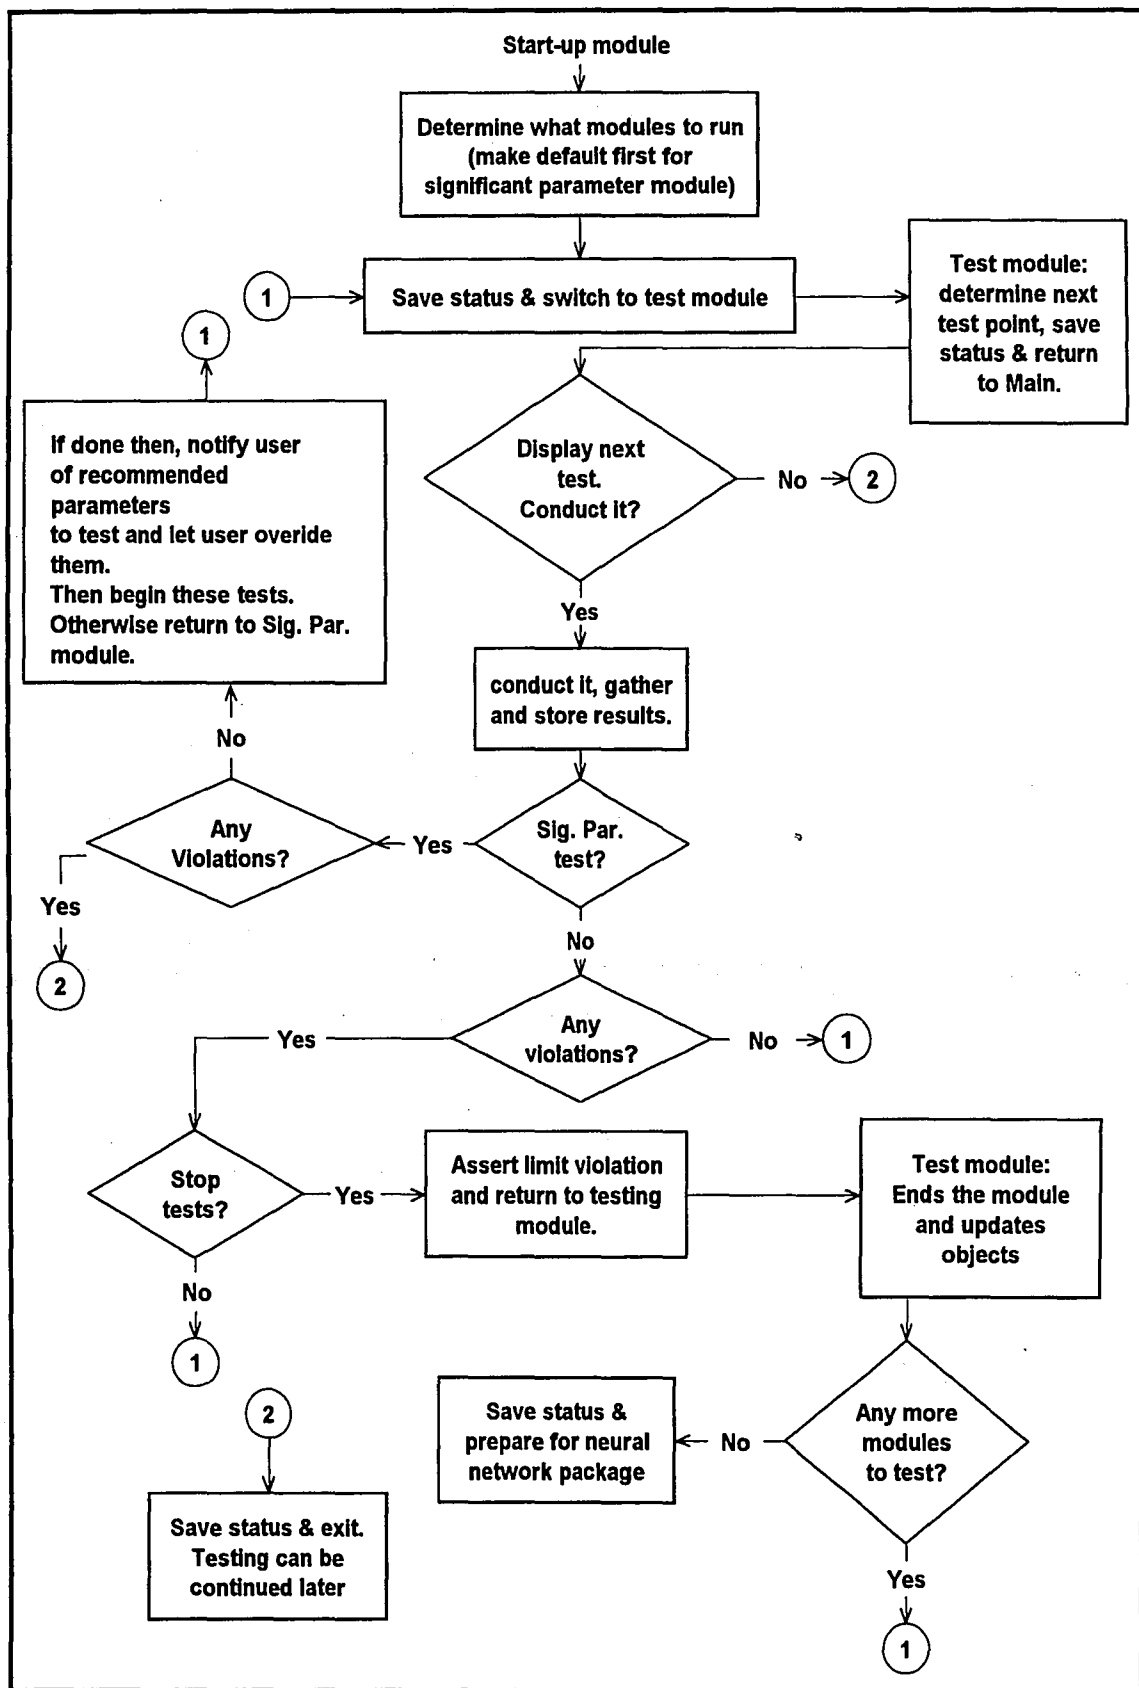 Start-up module
Determine what modules to run
(make default first for
significant parameter module)
1
Save status & switch to test module
Test module:
determine next
test point, save
status & return
to Main.
1
If done then, notify user
of recommended
parameters
to test and let user overide
them.
Then begin these tests.
Otherwise return to Sig. Par.
module.
Display next
test.
Conduct it?
No
2
Yes
conduct it, gather
and store results.
No
Any
Violations?
Yes
Sig. Par.
test?
Yes
2
No
Any
violations?
Yes
No
1
Stop
tests?
Yes
Assert limit violation
and return to testing
module.
Test module:
Ends the module
and updates
objects
No
1
2
Save status & exit.
Testing can be
continued later
Save status &
prepare for neural
network package
No
Any more
modules
to test?
Yes
1